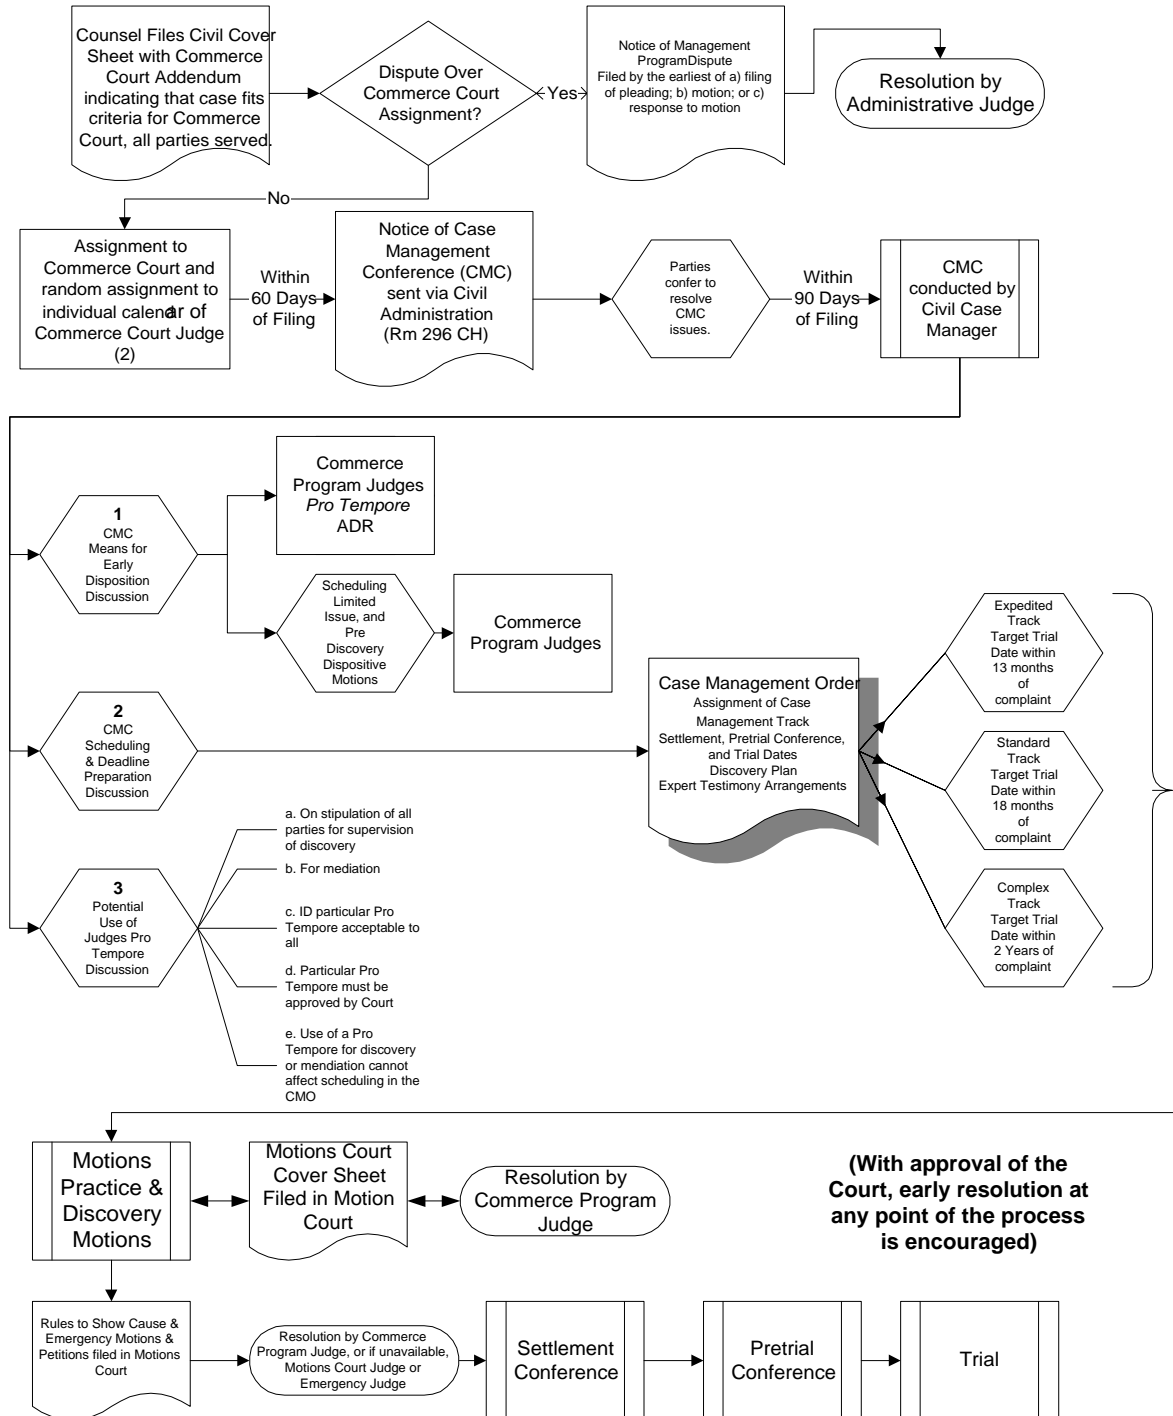 Counsel Files Civil Cover
Sheet with Commerce
Court Addendum
indicating that case fits
criteria for Commerce
Court, all parties served.
Dispute Over
Commerce Court
Assignment?
Yes
Notice of Management
ProgramDispute
Filed by the earliest of a) filing
of pleading; b) motion; or c)
response to motion
Resolution by
Administrative Judge
No
Assignment to
Commerce Court and
random assignment to
individual calendar of
Commerce Court Judge
(2)
Within
60 Days
of Filing
Notice of Case
Management
Conference (CMC)
sent via Civil
Administration
(Rm 296 CH)
Parties
confer to
resolve
CMC
issues.
Within
90 Days
of Filing
CMC
conducted by
Civil Case
Manager
1
CMC
Means for
Early
Disposition
Discussion
Commerce
Program Judges
Pro Tempore
ADR
Scheduling
Limited
Issue, and
Pre
Discovery
Dispositive
Motions
Commerce
Program Judges
2
CMC
Scheduling
& Deadline
Preparation
Discussion
Case Management Order
Assignment of Case
Management Track
Settlement, Pretrial Conference,
and Trial Dates
Discovery Plan
Expert Testimony Arrangements
Expedited
Track
Target Trial
Date within
13 months
of
complaint
Standard
Track
Target Trial
Date within
18 months
of
complaint
Complex
Track
Target Trial
Date within
2 Years of
complaint
3
Potential
Use of
Judges Pro
Tempore
Discussion
a. On stipulation of all
parties for supervision
of discovery
b. For mediation
c. ID particular Pro
Tempore acceptable to
all
d. Particular Pro
Tempore must be
approved by Court
e. Use of a Pro
Tempore for discovery
or mendiation cannot
affect scheduling in the
CMO
Motions
Practice &
Discovery
Motions
Motions Court
Cover Sheet
Filed in Motion
Court
Resolution by
Commerce Program
Judge
(With approval of the
Court, early resolution at
any point of the process
is encouraged)
Rules to Show Cause &
Emergency Motions &
Petitions filed in Motions
Court
Resolution by Commerce
Program Judge, or if unavailable,
Motions Court Judge or
Emergency Judge
Settlement
Conference
Pretrial
Conference
Trial